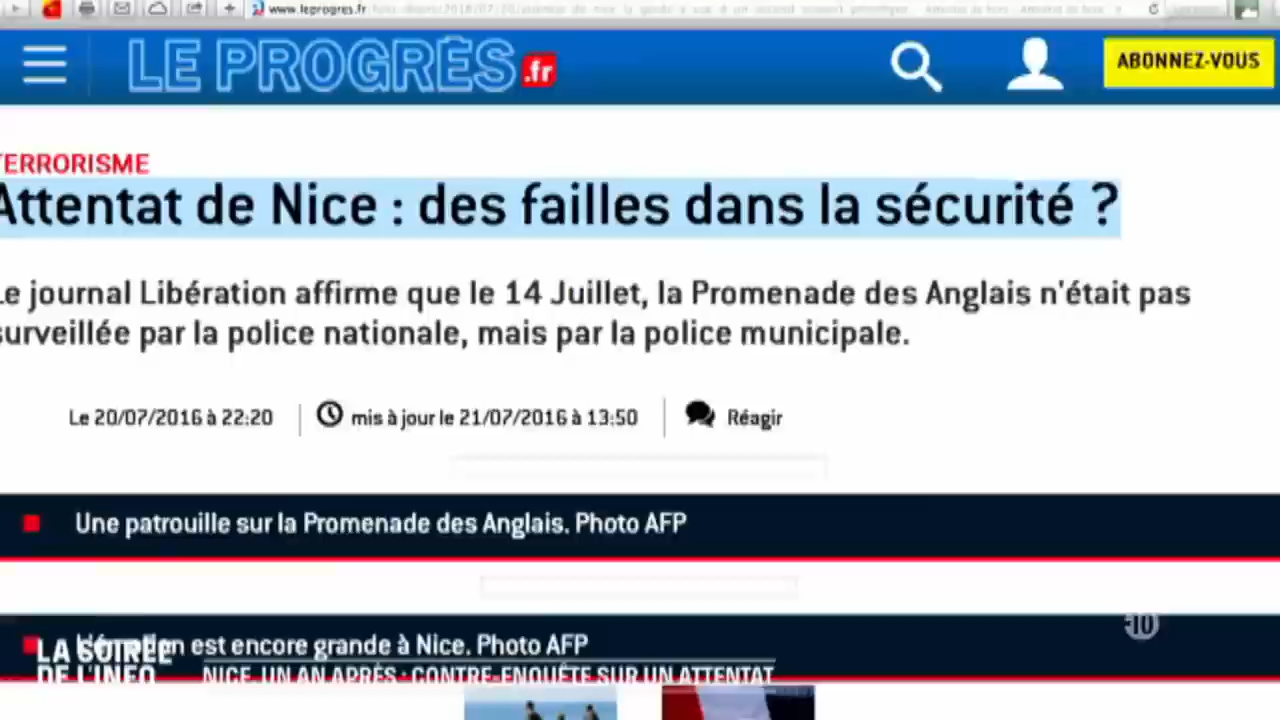 www.leprogres.fr
LE PROGRÈS.fr
ABONNEZ-VOUS
TERRORISME
Attentat de Nice : des failles dans la sécurité ?
Le journal Libération affirme que le 14 Juillet, la Promenade des Anglais n'était pas
surveillée par la police nationale, mais par la police municipale.
Le 20/07/2016 à 22:20 mis à jour le 21/07/2016 à 13:50 Réagir
Une patrouille sur la Promenade des Anglais. Photo AFP
est encore grande à Nice. Photo AFP
10
LA SOIRÉE
DE L'INFO
NICE, UN AN APRÈS : CONTRE-ENQUÊTE SUR UN ATTENTAT